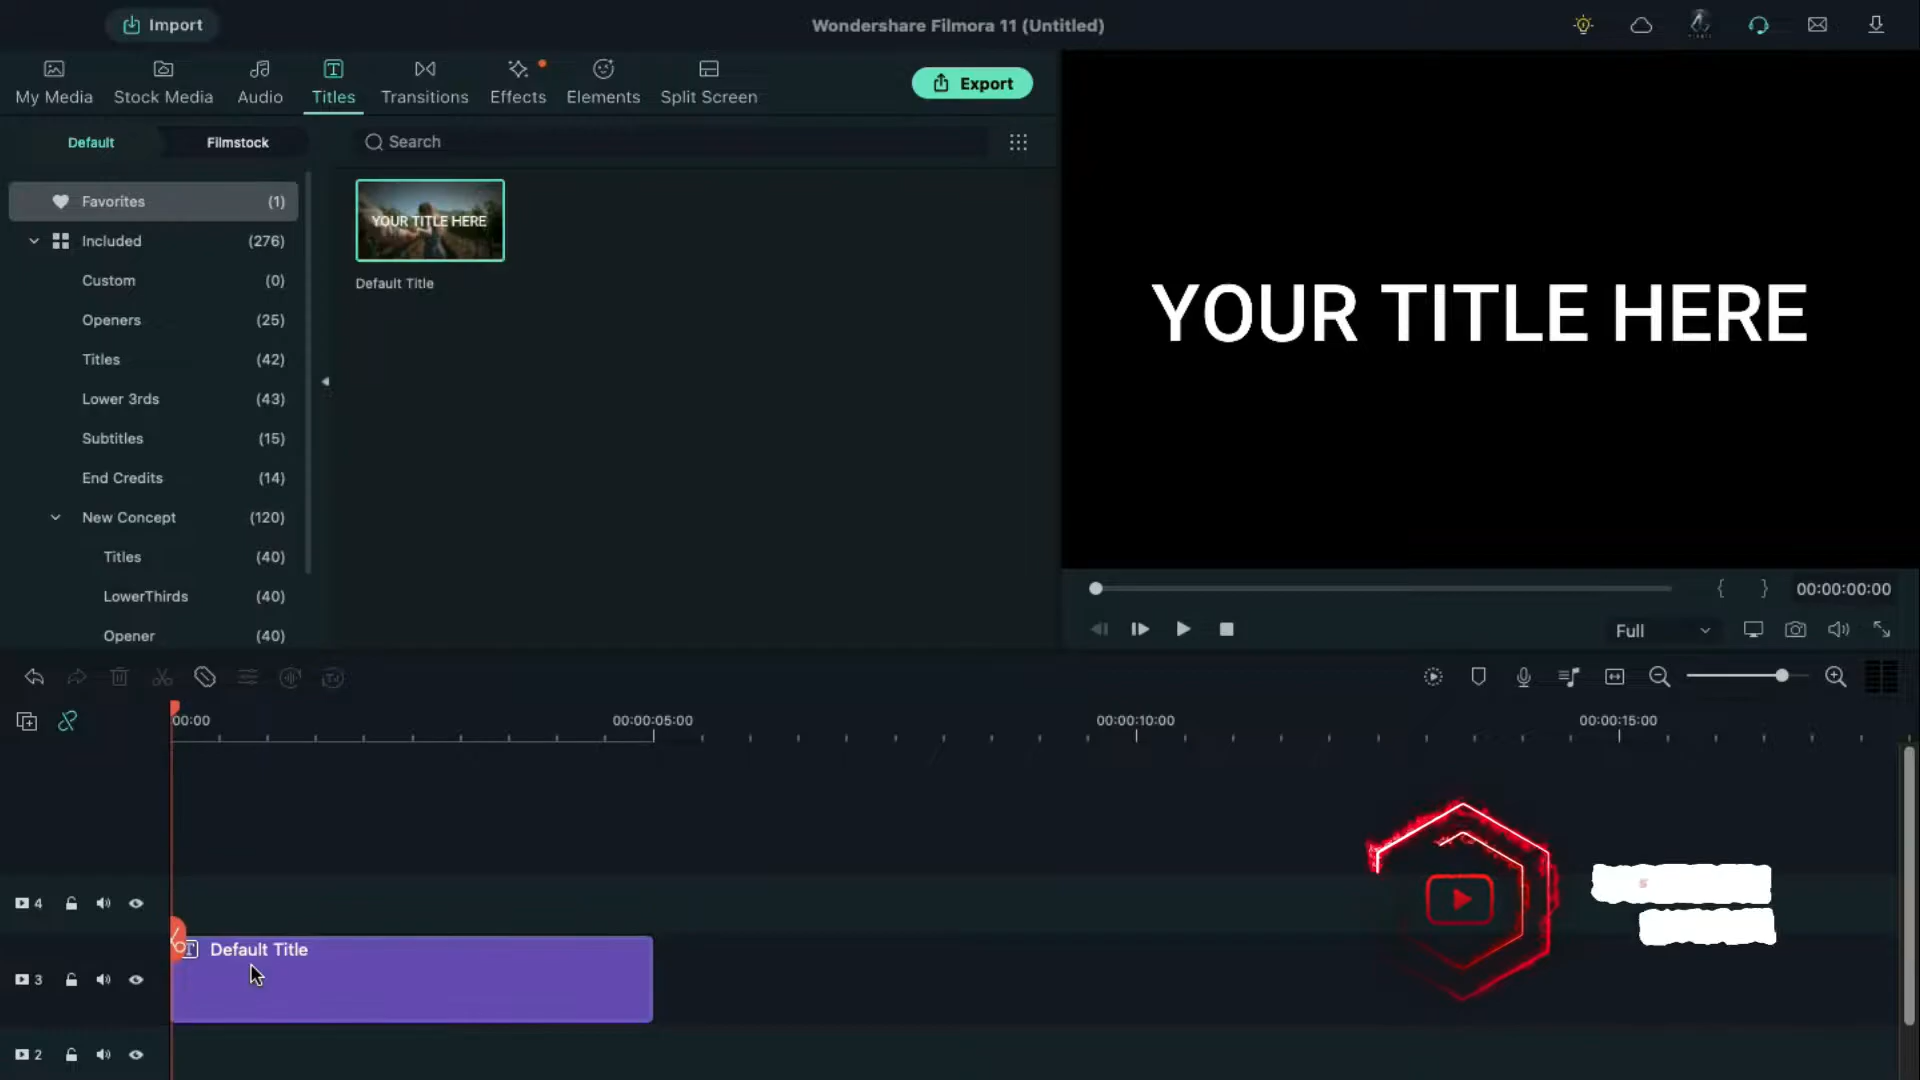 Import
Wondershare Filmora 11 (Untitled)
My Media
Stock Media
Audio
Titles
Transitions
Effects
Elements
Split Screen
Export
Default
Filmstock
Search
Favorites (1)
Included (276)
Custom (0)
Openers (25)
Titles (42)
Lower 3rds (43)
Subtitles (15)
End Credits (14)
New Concept (120)
Titles (40)
LowerThirds (40)
Opener (40)
YOUR TITLE HERE
Default Title
YOUR TITLE HERE
00:00:00:00
Full
00:00
00:00:05:00
00:00:10:00
00:00:15:00
4
Default Title
3
2